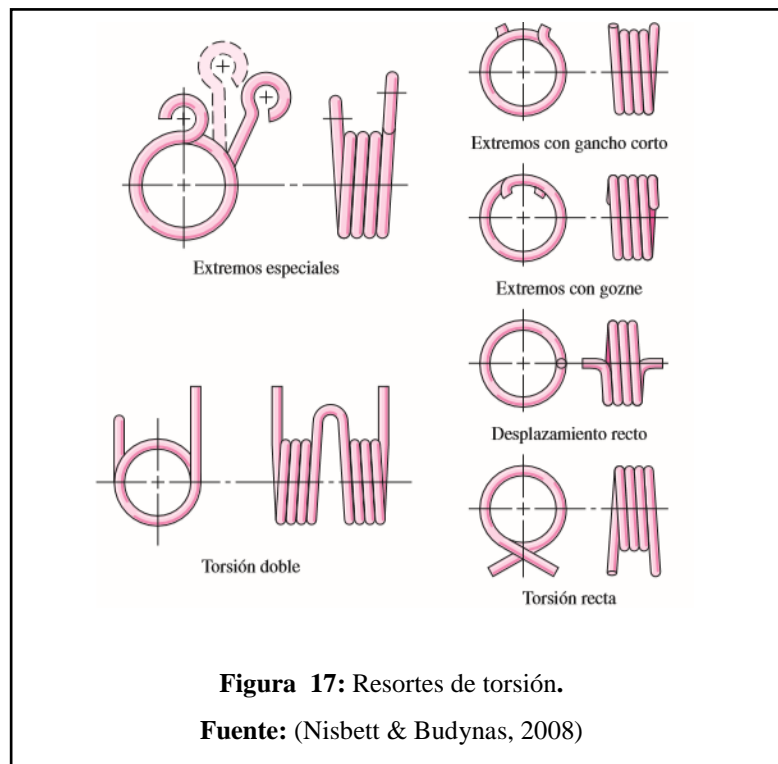 Extremos especiales
Torsión doble
Extremos con gancho corto
Extremos con gozne
Desplazamiento recto
Torsión recta
Figura 17: Resortes de torsión.
Fuente: (Nisbett & Budynas, 2008)